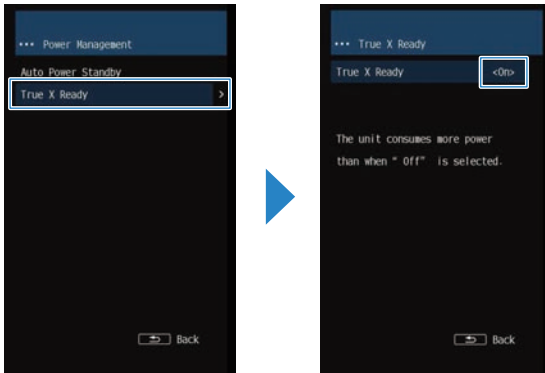 ... Power Management
Auto Power Standby
True X Ready >
Back
... True X Ready
True X Ready <On>
The unit consumes more power
than when " Off" is selected.
Back